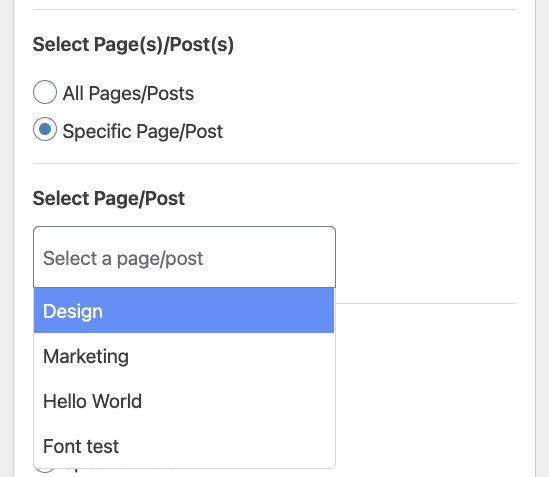 Select Page(s)/Post(s)
All Pages/Posts
Specific Page/Post
Select Page/Post
Select a page/post
Design
Marketing
Hello World
Font test